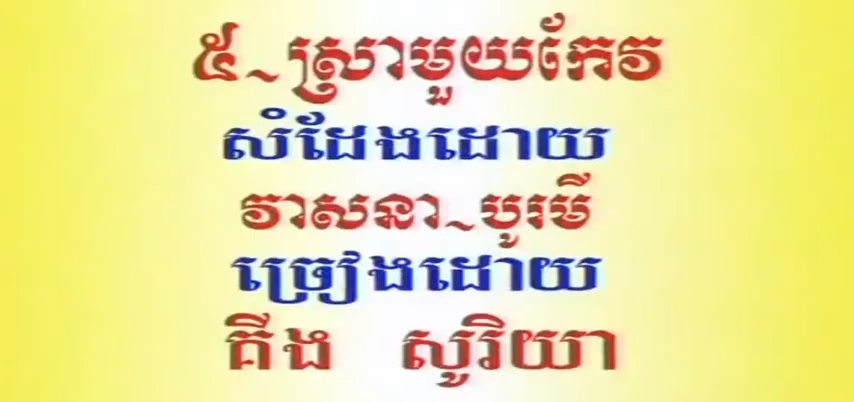 ៥~ស្រាមួយកែវ
សំដែងដោយ
វាសនា~បូរមី
ច្រៀងដោយ
គីង សូរិយា